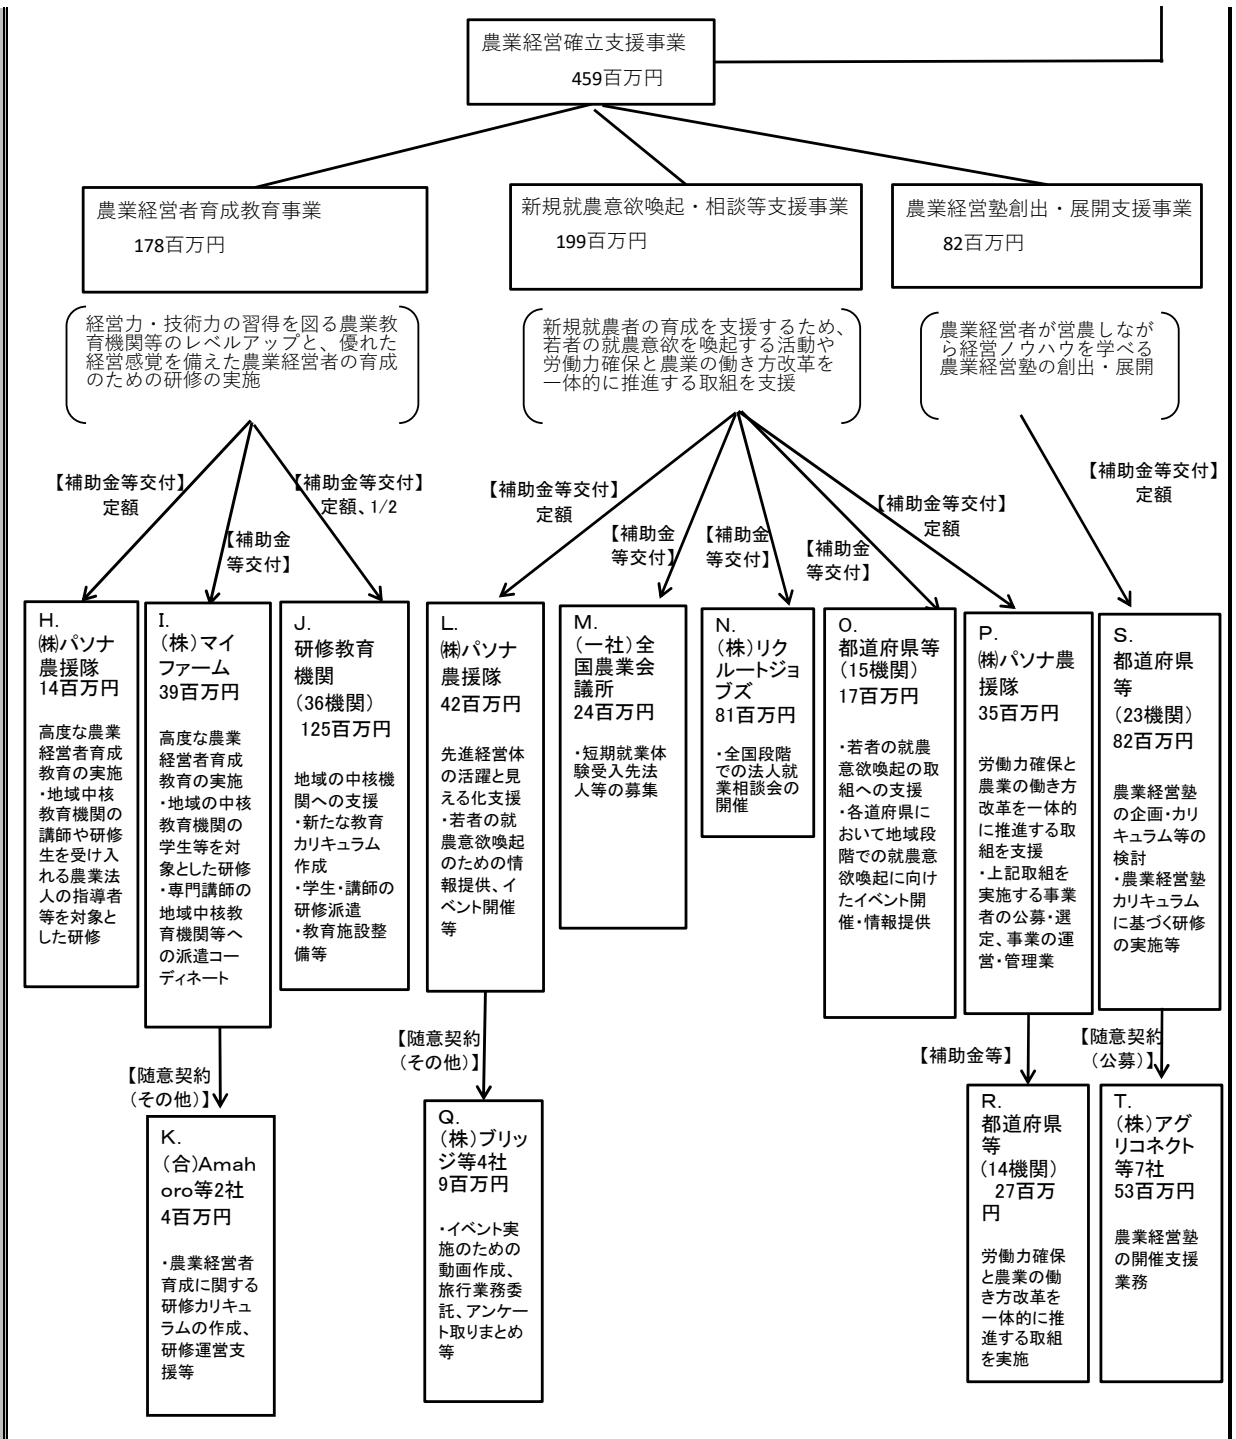 農業経営確立支援事業
459百万円
農業経営者育成教育事業
178百万円
新規就農意欲喚起・相談等支援事業
199百万円
農業経営塾創出・展開支援事業
82百万円
経営力・技術力の習得を図る農業教
育機関等のレベルアップと、優れた
経営感覚を備えた農業経営者の育成
のための研修の実施
新規就農者の育成を支援するため、
若者の就農意欲を喚起する活動や
労働力確保と農業の働き方改革を
一体的に推進する取組を支援
農業経営者が営農しなが
ら経営ノウハウを学べる
農業経営塾の創出・展開
【補助金等交付】
定額
【補助金
等交付】
【補助金等交付】
定額、1/2
【補助金等交付】
定額
【補助金
等交付】
【補助金
等交付】
【補助金
等交付】
【補助金等交付】
定額
【補助金等交付】
定額
H.
㈱パソナ
農援隊
14百万円
高度な農業
経営者育成
教育の実施
・地域中核
教育機関の
講師や研修
生を受け入
れる農業法
人の指導者
等を対象と
した研修
I.
（株）マイ
ファーム
39百万円
高度な農業
経営者育成
教育の実施
・地域の中核
教育機関の
学生等を対
象とした研修
・専門講師の
地域中核教
育機関等へ
の派遣コー
ディネート
J.
研修教育
機関
（36機関）
125百万円
地域の中核機
関への支援
・新たな教育
カリキュラム
作成
・学生・講師の
研修派遣
・教育施設整
備等
L.
㈱パソナ
農援隊
42百万円
先進経営体
の活躍と見
える化支援
・若者の就
農意欲喚起
のための情
報提供、イ
ベント開催
等
M.
（一社）全
国農業会
議所
24百万円
・短期就業体
験受入先法
人等の募集
N.
（株）リク
ルートジョ
ブズ
81百万円
・全国段階
での法人就
業相談会の
開催
O.
都道府県等
（15機関）
17百万円
・若者の就農
意欲喚起の取
組への支援
・各道府県に
おいて地域段
階での就農意
欲喚起に向け
たイベント開
催・情報提供
P.
㈱パソナ農
援隊
35百万円
労働力確保と
農業の働き方
改革を一体的
に推進する取
組を支援
・上記取組を
実施する事業
者の公募・選
定、事業の運
営・管理業
S.
都道府県
等
（23機関）
82百万円
農業経営塾
の企画・カリ
キュラム等の
検討
・農業経営塾
カリキュラム
に基づく研修
の実施等
【随意契約
（その他）】
【随意契約
（その他）】
【補助金等】
【随意契約
（公募）】
K.
（合）Amah
oro等2社
4百万円
・農業経営者
育成に関する
研修カリキュ
ラムの作成、
研修運営支
援等
Q.
（株）ブリッ
ジ等4社
9百万円
・イベント実
施のための
動画作成、
旅行業務委
託、アンケー
ト取りまとめ
等
R.
都道府県
等
（14機関）
27百万
円
労働力確保
と農業の働
き方改革を
一体的に推
進する取組
を実施
T.
（株）アグ
リコネクト
等7社
53百万円
農業経営塾
の開催支援
業務